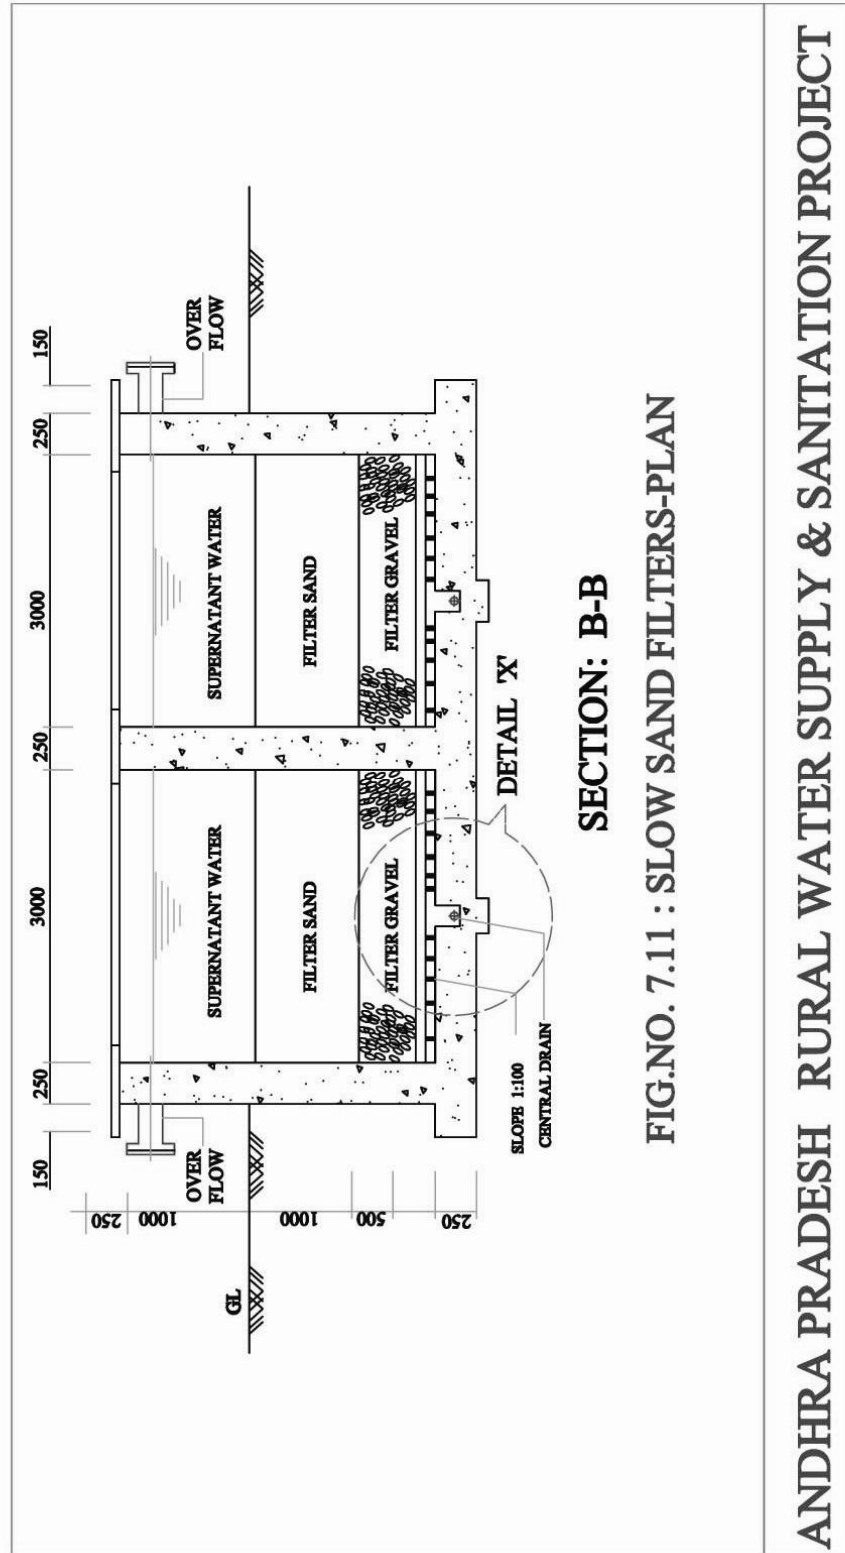 150
250
3000
250
3000
250
150
OVER
FLOW
OVER
FLOW
250
1000
1000
500
250
GL
SUPERNATANT WATER
SUPERNATANT WATER
FILTER SAND
FILTER SAND
FILTER GRAVEL
FILTER GRAVEL
SLOPE 1:100
CENTRAL DRAIN
DETAIL 'X'
SECTION: B-B
FIG.NO. 7.11 : SLOW SAND FILTERS-PLAN
ANDHRA PRADESH RURAL WATER SUPPLY & SANITATION PROJECT